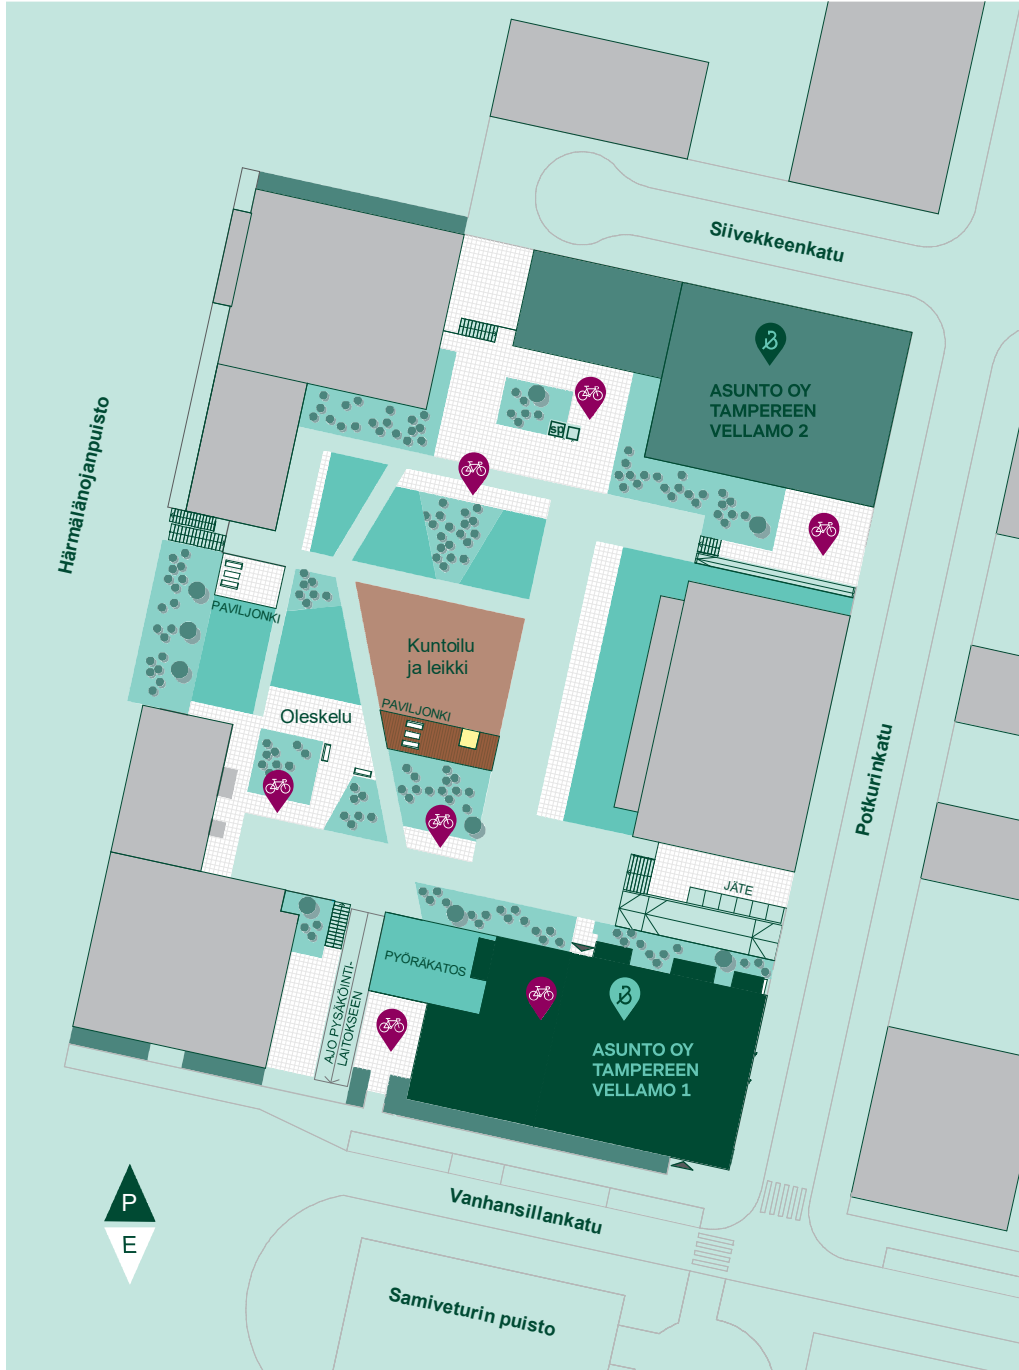 Siivekkeenkatu
ASUNTO OY
TAMPEREEN
VELLAMO 2
sp
Härmälänojanpuisto
PAVILJONKI
Kuntoilu
ja leikki
PAVILJONKI
Oleskelu
Potkurinkatu
JÄTE
PYÖRÄKATOS
AJO PYSÄKÖINTI-
LAITOKSEEN
ASUNTO OY
TAMPEREEN
VELLAMO 1
P
E
Vanhansillankatu
Samiveturin puisto